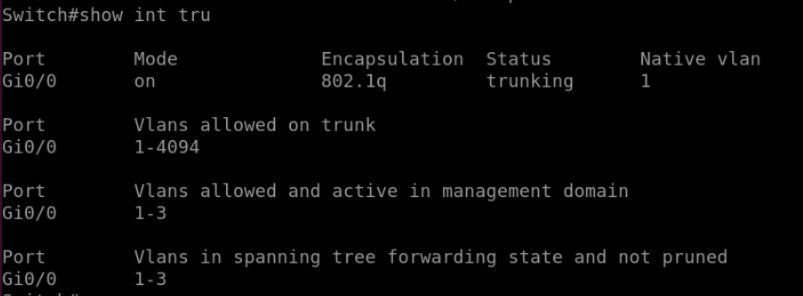 Switch#show int tru
Port Mode Encapsulation Status Native vlan
Gi0/0 on 802.1q trunking 1
Port Vlans allowed on trunk
Gi0/0 1-4094
Port Vlans allowed and active in management domain
Gi0/0 1-3
Port Vlans in spanning tree forwarding state and not pruned
Gi0/0 1-3